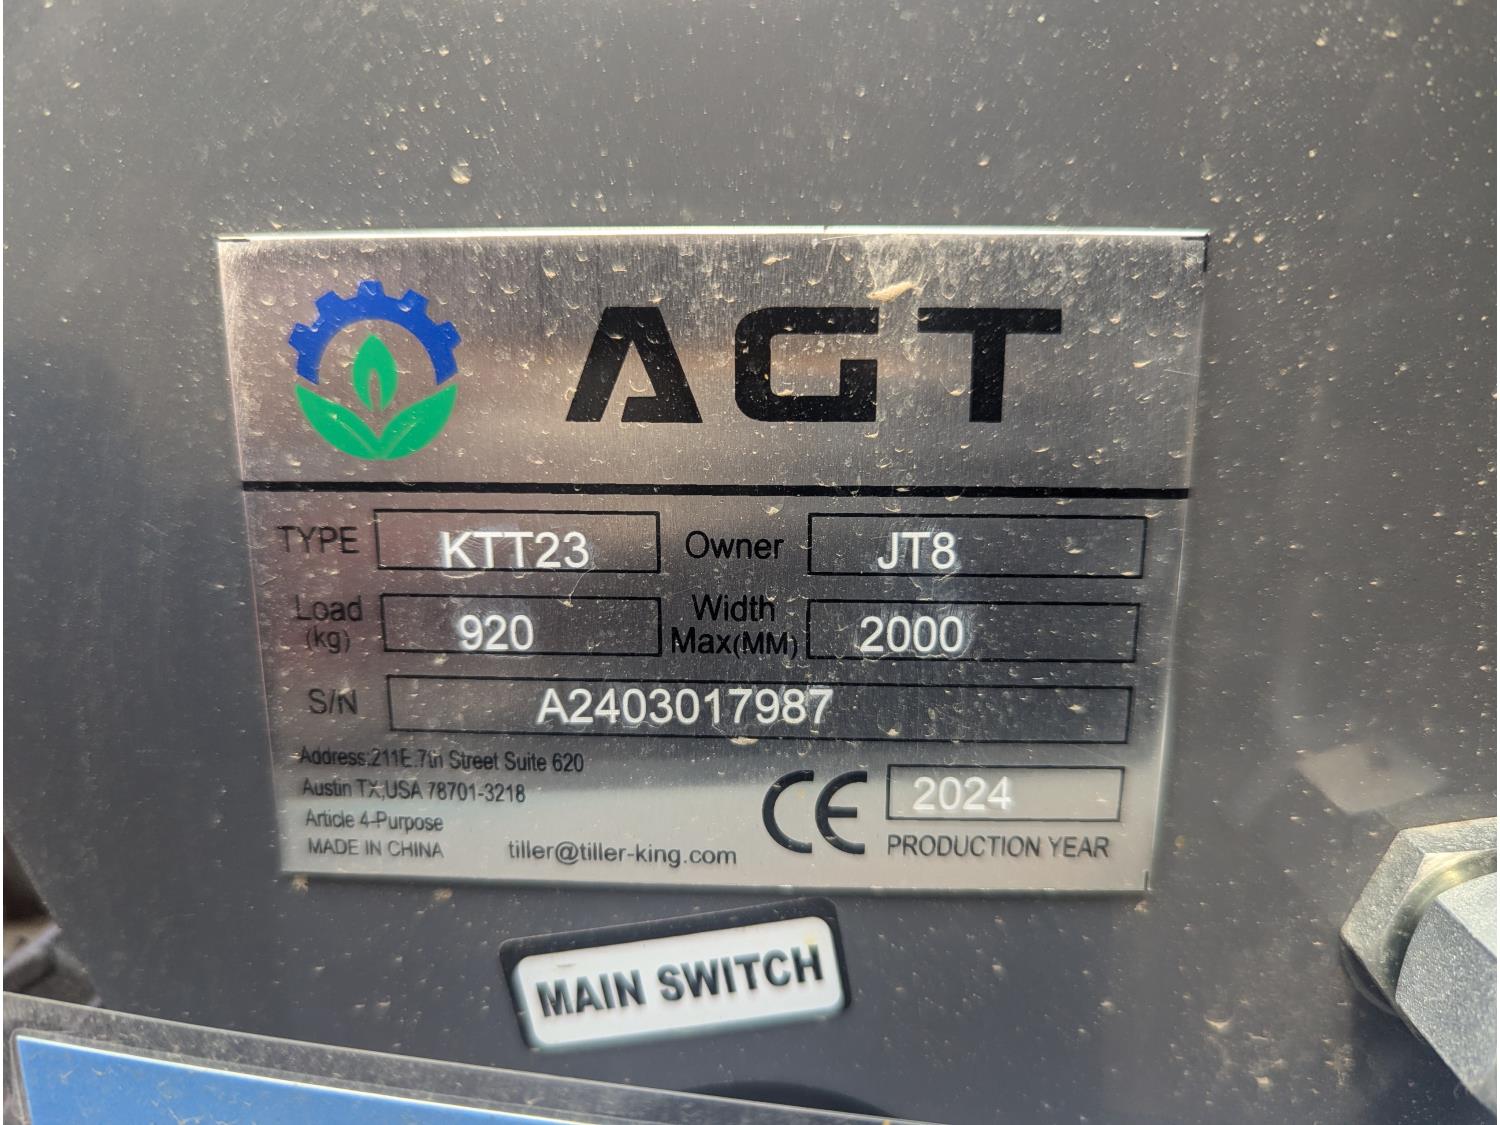 AGT
TYPE KTT23 Owner JT8
Load (kg) 920 Width Max(MM) 2000
S/N A2403017987
Address:211E.7th Street Suite 620
Austin TX,USA 78701-3218
Article 4-Purpose
MADE IN CHINA
tiller@tiller-king.com
CE 2024
PRODUCTION YEAR
MAIN SWITCH